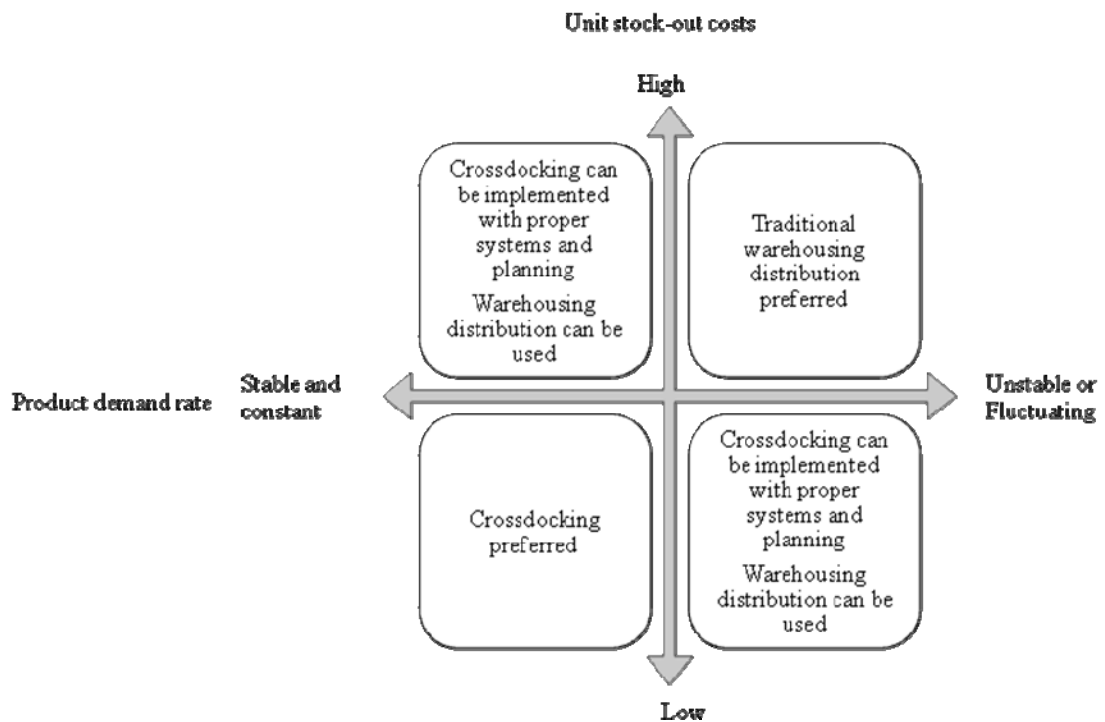 Unit stock-out costs
High
Crossdocking can
be implemented
with proper
systems and
planning
Warehousing
distribution can be
used
Traditional
warehousing
distribution
preferred
Product demand rate
Stable and
constant
Unstable or
Fluctuating
Crossdocking
preferred
Crossdocking can
be implemented
with proper
systems and
planning
Warehousing
distribution can be
used
Low